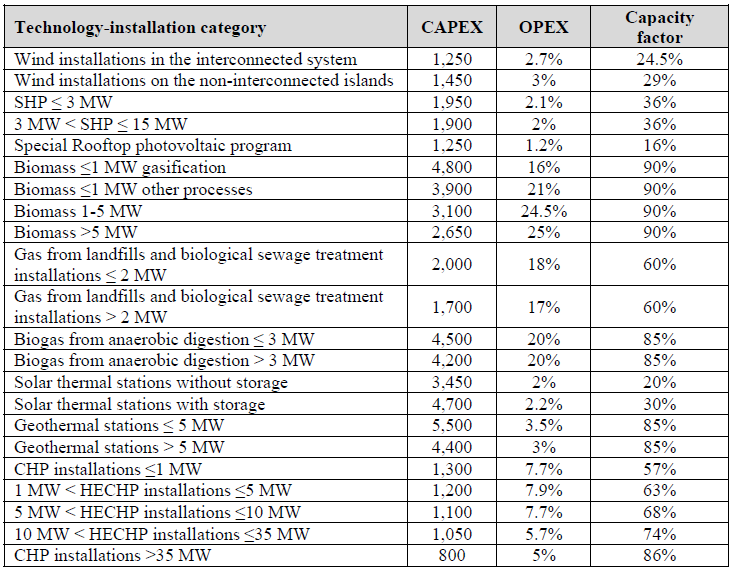 Technology-installation category CAPEX OPEX Capacity factor
Wind installations in the interconnected system 1,250 2.7% 24.5%
Wind installations on the non-interconnected islands 1,450 3% 29%
SHP ≤ 3 MW 1,950 2.1% 36%
3 MW < SHP ≤ 15 MW 1,900 2% 36%
Special Rooftop photovoltaic program 1,250 1.2% 16%
Biomass ≤1 MW gasification 4,800 16% 90%
Biomass ≤1 MW other processes 3,900 21% 90%
Biomass 1-5 MW 3,100 24.5% 90%
Biomass >5 MW 2,650 25% 90%
Gas from landfills and biological sewage treatment
installations ≤ 2 MW 2,000 18% 60%
Gas from landfills and biological sewage treatment
installations > 2 MW 1,700 17% 60%
Biogas from anaerobic digestion ≤ 3 MW 4,500 20% 85%
Biogas from anaerobic digestion > 3 MW 4,200 20% 85%
Solar thermal stations without storage 3,450 2% 20%
Solar thermal stations with storage 4,700 2.2% 30%
Geothermal stations ≤ 5 MW 5,500 3.5% 85%
Geothermal stations > 5 MW 4,400 3% 85%
CHP installations ≤1 MW 1,300 7.7% 57%
1 MW < HECHP installations ≤5 MW 1,200 7.9% 63%
5 MW < HECHP installations ≤10 MW 1,100 7.7% 68%
10 MW < HECHP installations ≤35 MW 1,050 5.7% 74%
CHP installations >35 MW 800 5% 86%